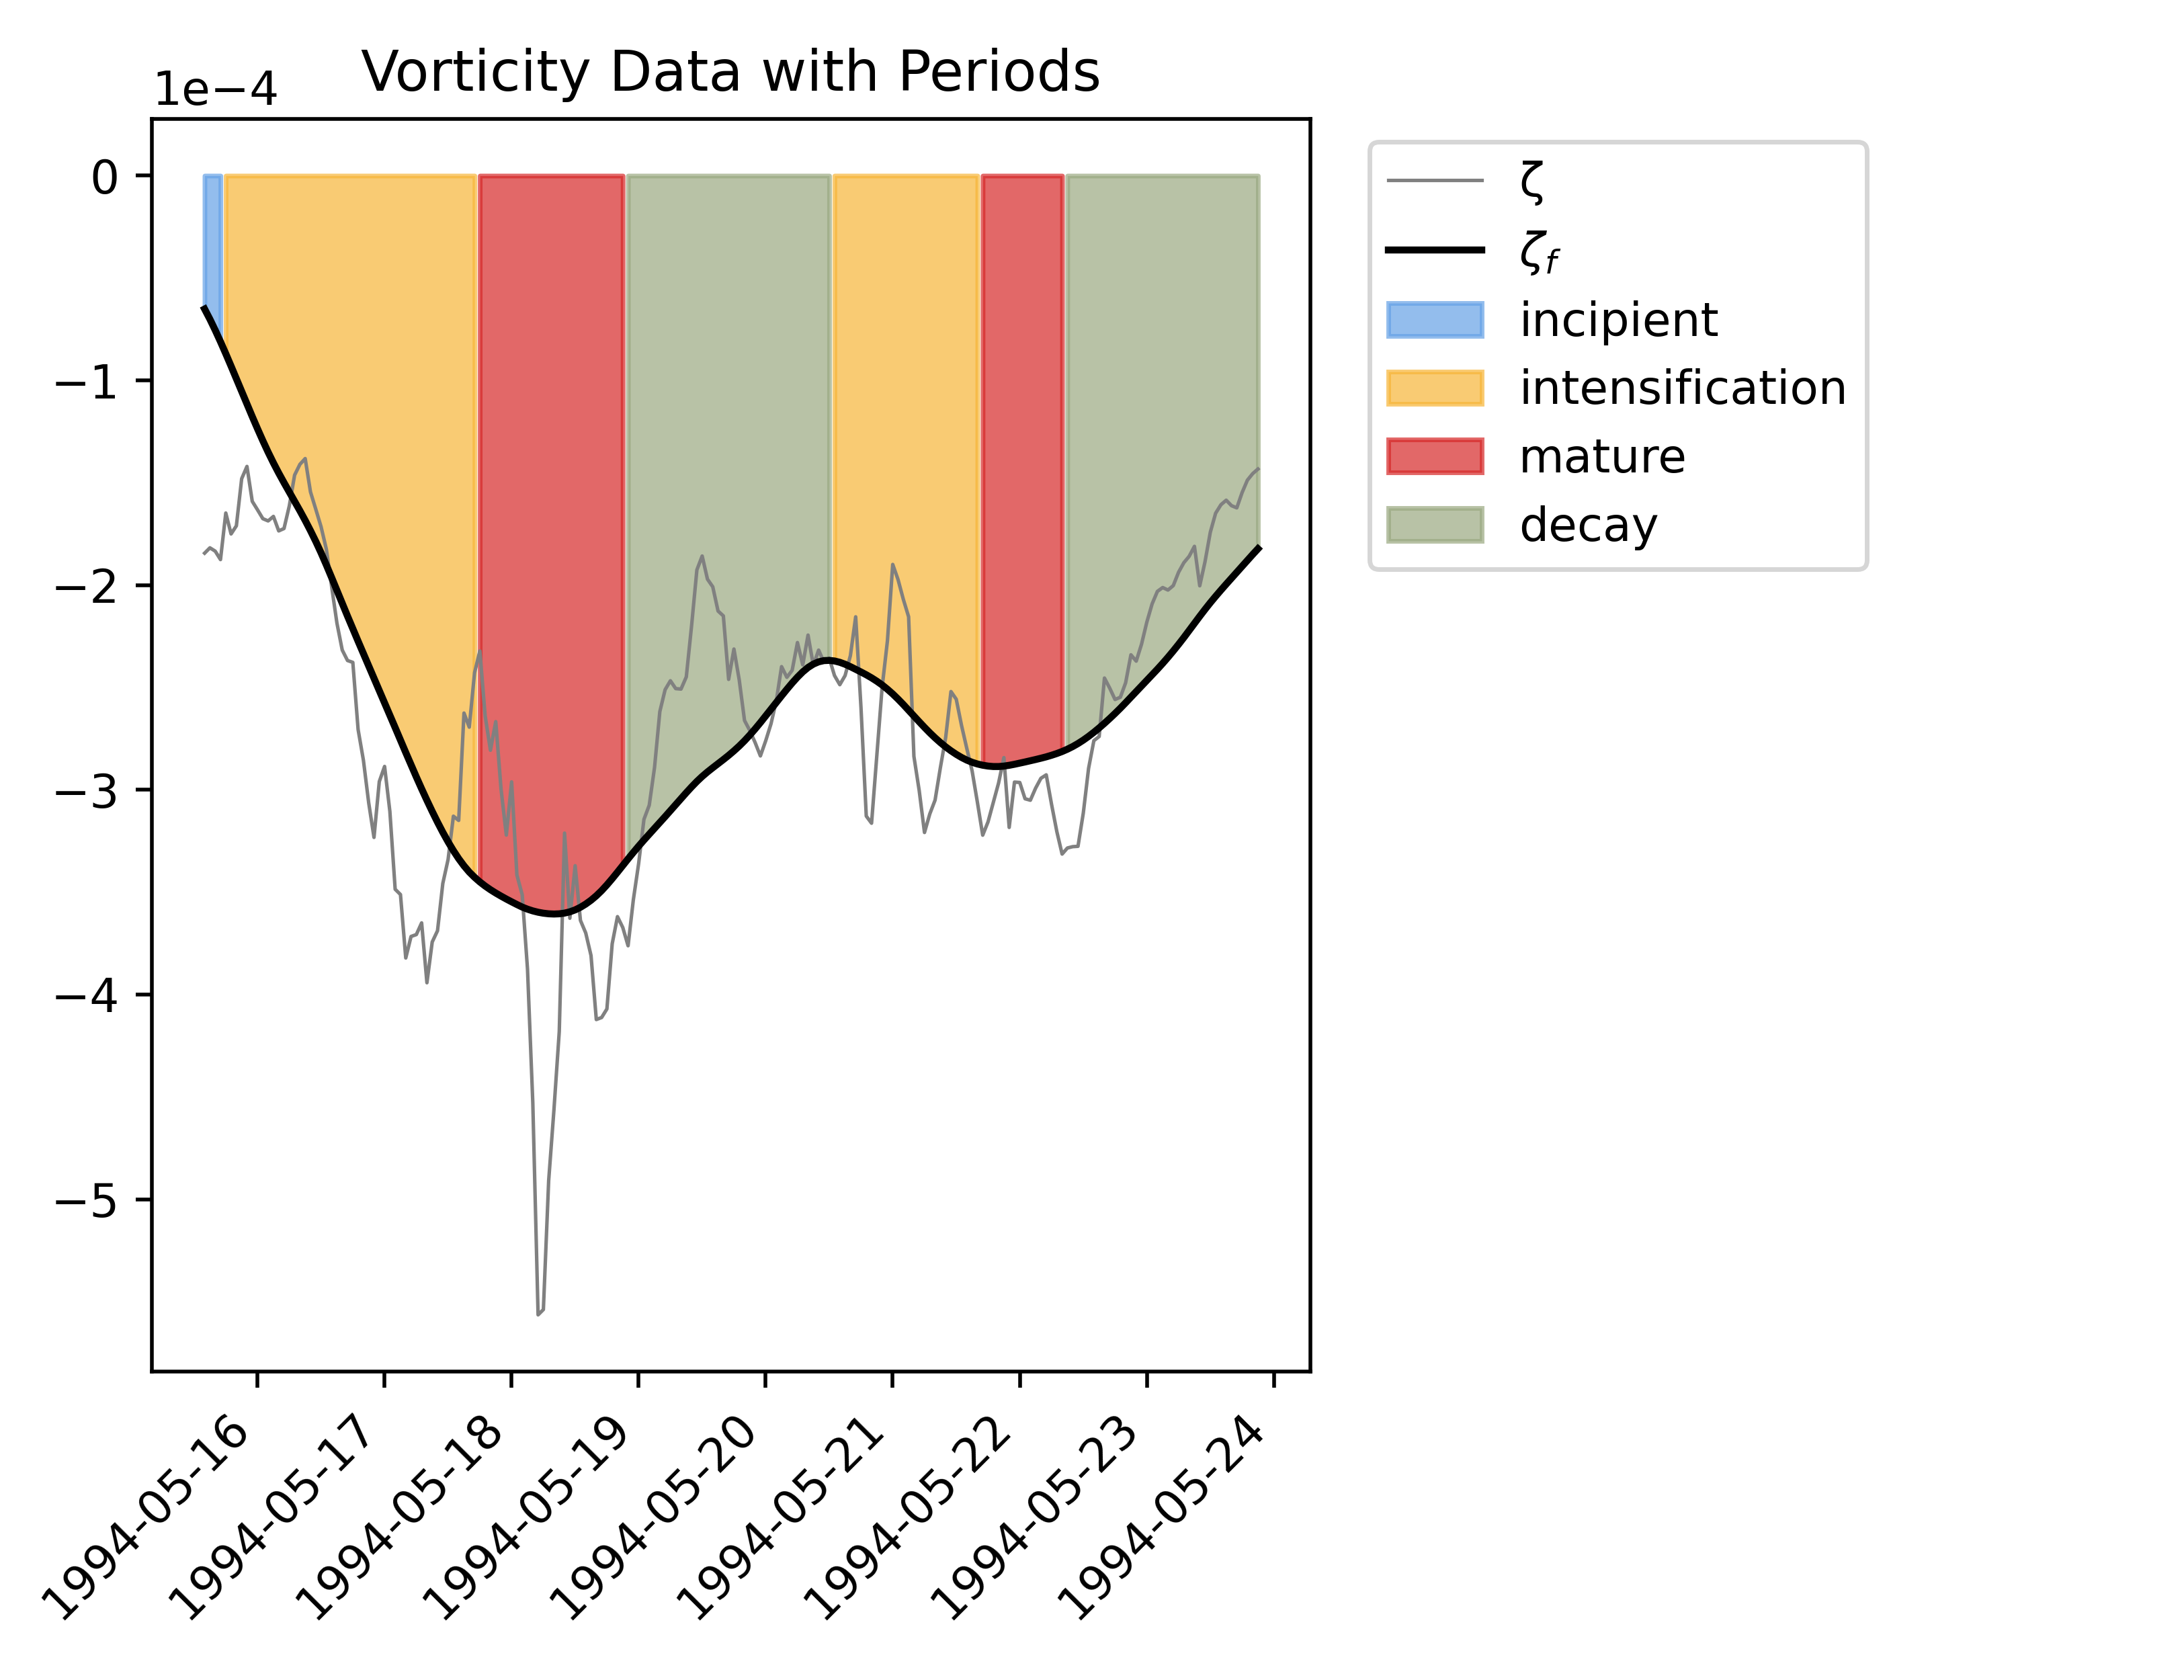 Vorticity Data with Periods
1e−4
0
−1
−2
−3
−4
−5
1994-05-16
1994-05-17
1994-05-18
1994-05-19
1994-05-20
1994-05-21
1994-05-22
1994-05-23
1994-05-24
ζ
ζf
incipient
intensification
mature
decay